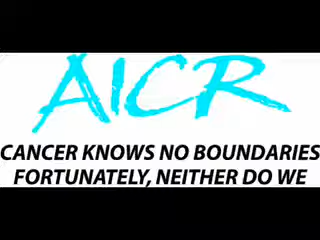 AICR
CANCER KNOWS NO BOUNDARIES
FORTUNATELY, NEITHER DO WE